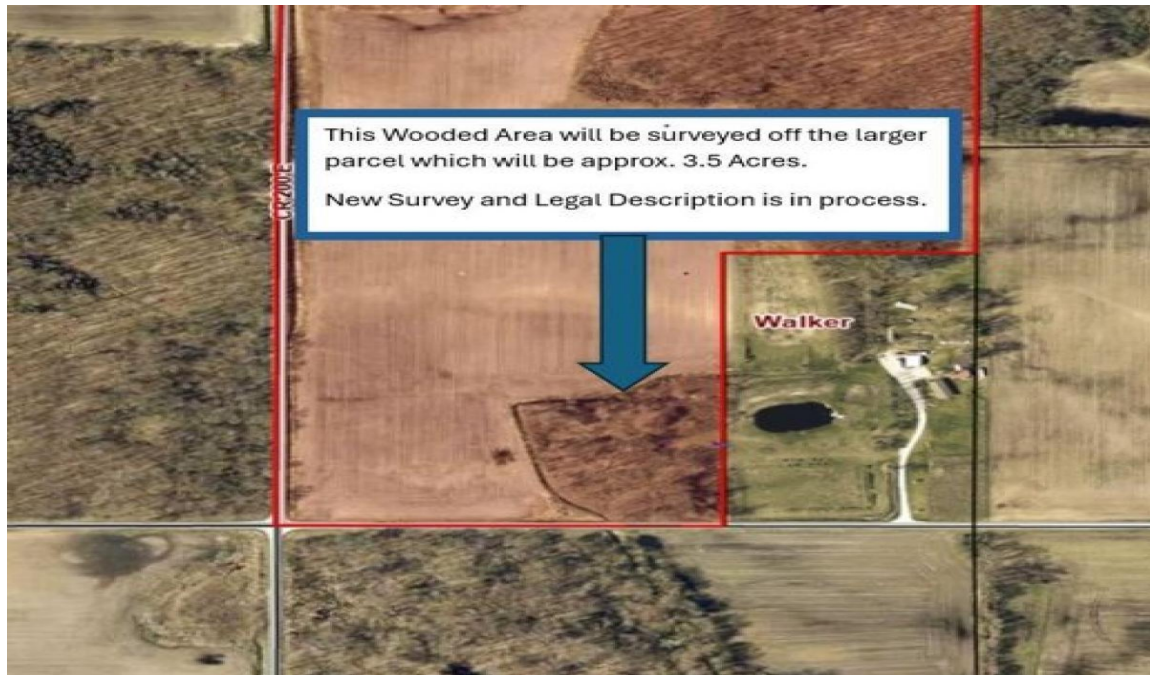 This Wooded Area will be surveyed off the larger
parcel which will be approx. 3.5 Acres.
New Survey and Legal Description is in process.
CR 200 E
Walker